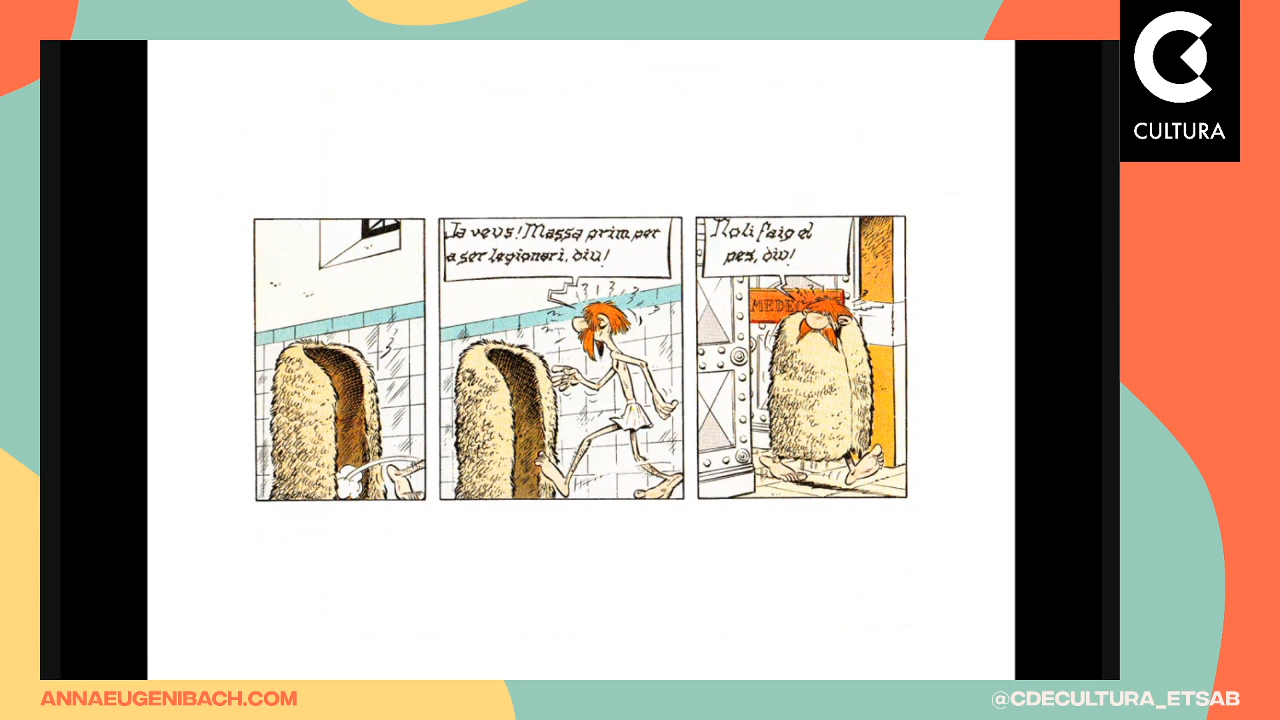 CULTURA
Ja veus! Massa prim per
a ser legionari, diu!
No li faig el
pes, diu!
MEDEC
ANNAEUGENIBACH.COM
@CDECULTURA_ETSAB